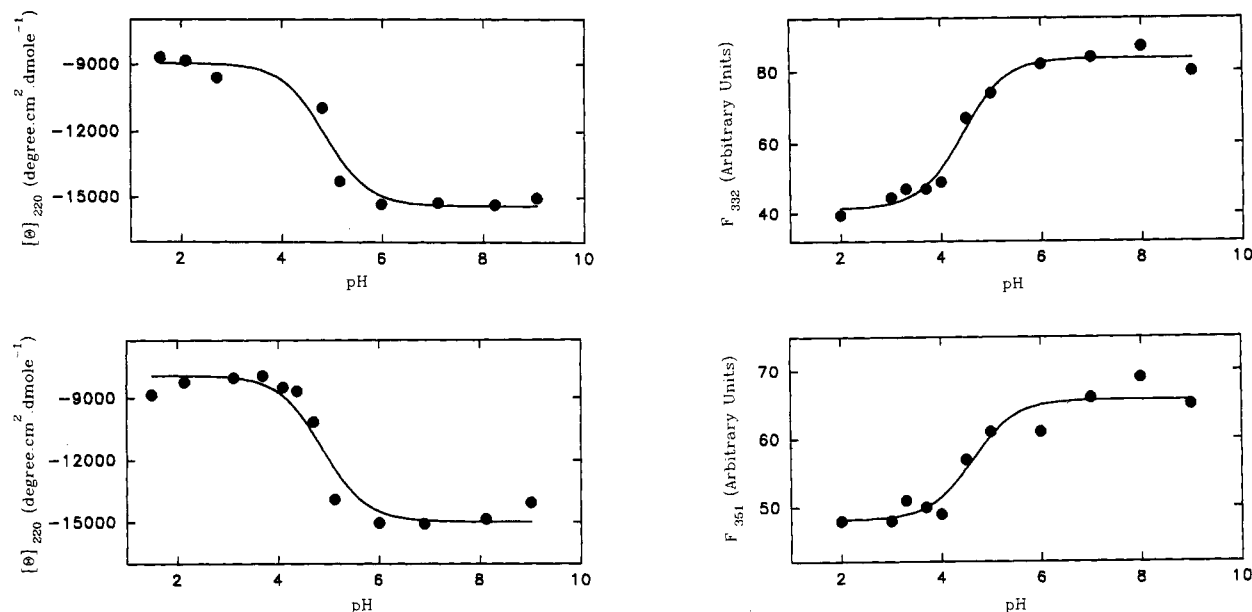 [Θ] 220 (degree.cm².dmole⁻¹)
-9000
-12000
-15000
2 4 6 8 10
pH
F 332 (Arbitrary Units)
80
60
40
2 4 6 8 10
pH
[Θ] 220 (degree.cm².dmole⁻¹)
-9000
-12000
-15000
2 4 6 8 10
pH
F 351 (Arbitrary Units)
70
60
50
2 4 6 8 10
pH